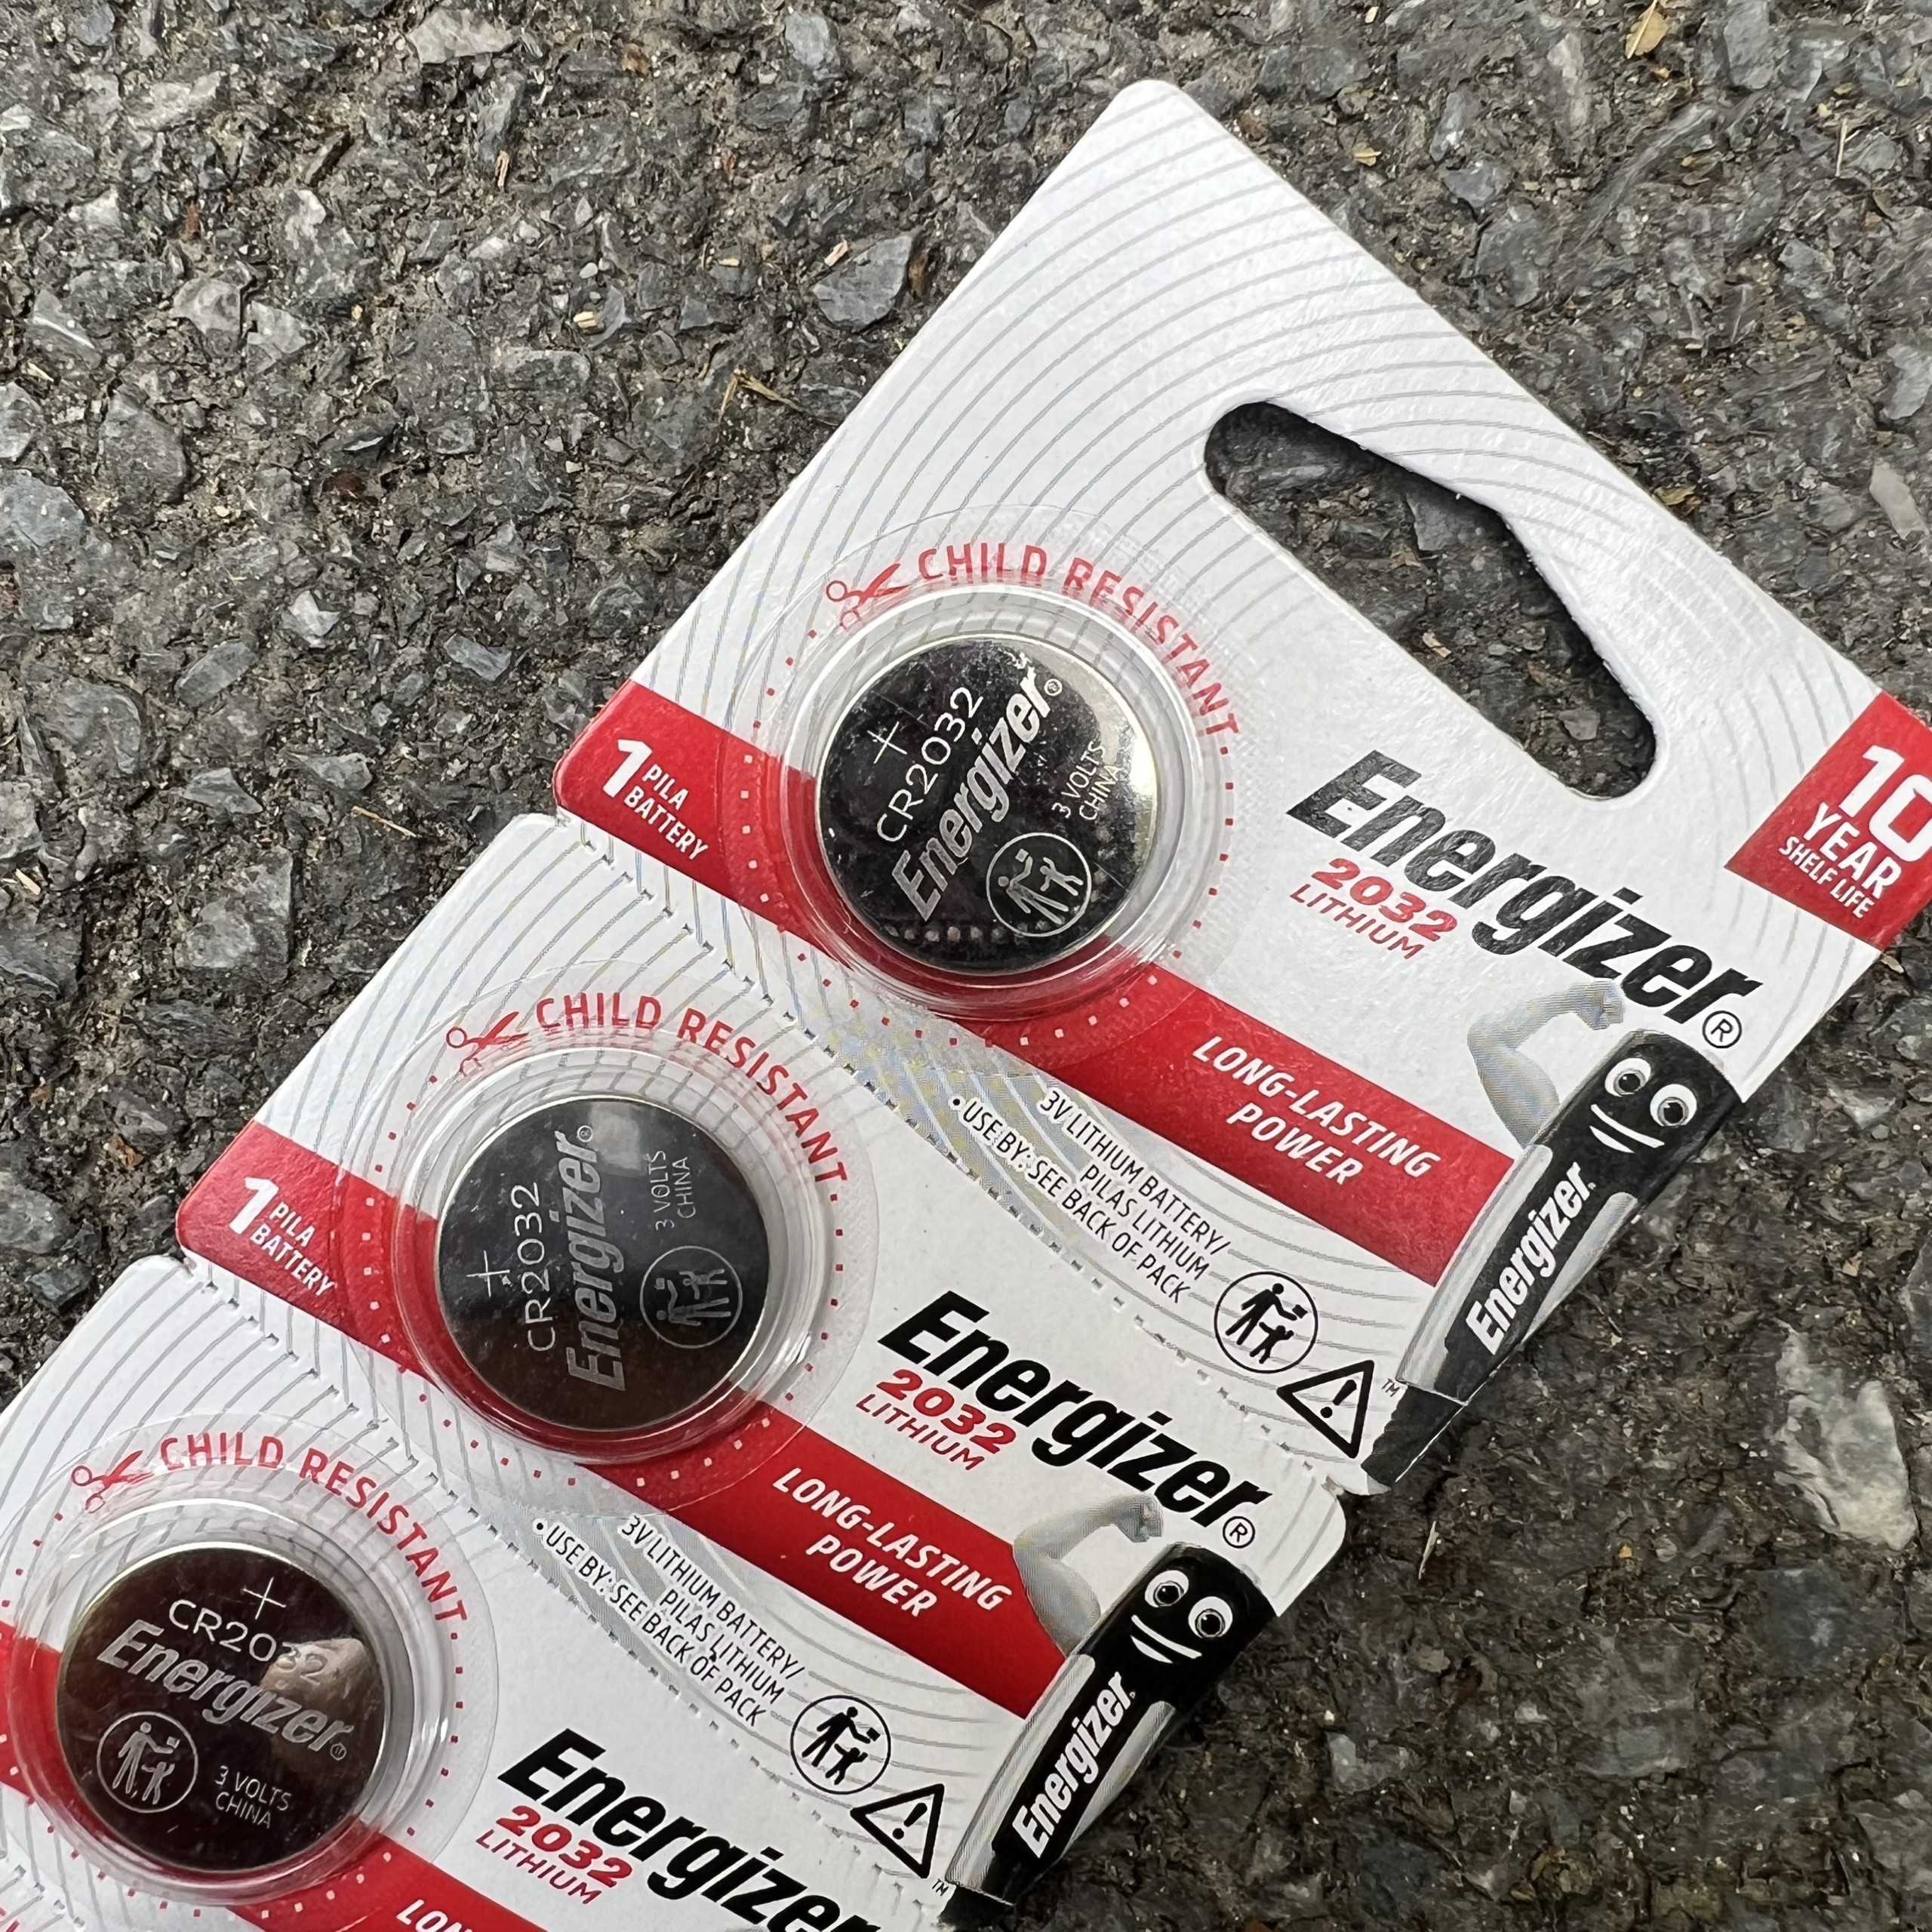 CHILD RESISTANT
+
CR2032
Energizer®
3 VOLTS
CHINA
1 PILA
BATTERY
10
YEAR
SHELF LIFE
Energizer®
2032
LITHIUM
LONG-LASTING
POWER
Energizer
3V LITHIUM BATTERY/
PILAS LITHIUM
• USE BY: SEE BACK OF PACK
TM
CHILD RESISTANT
+
CR2032
Energizer®
3 VOLTS
CHINA
1 PILA
BATTERY
Energizer®
2032
LITHIUM
LONG-LASTING
POWER
Energizer
3V LITHIUM BATTERY/
PILAS LITHIUM
• USE BY: SEE BACK OF PACK
TM
CHILD RESISTANT
+
CR2032
Energizer®
3 VOLTS
CHINA
Energizer
2032
LITHIUM